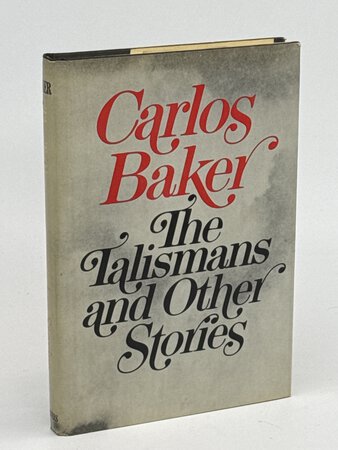 Carlos
Baker
The
Talismans
and Other
Stories